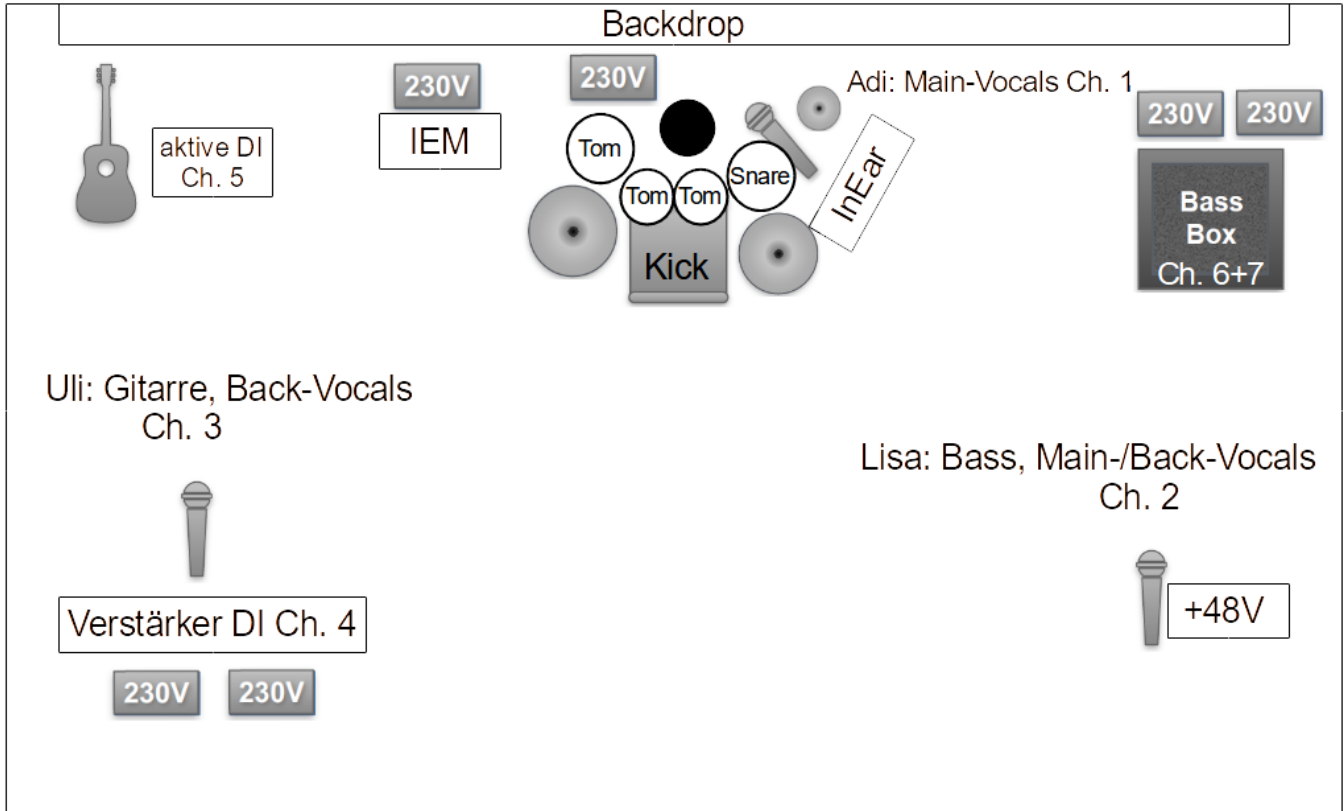 Backdrop
230V
230V
Adi: Main-Vocals Ch. 1
230V
230V
aktive DI
Ch. 5
IEM
Tom
Tom
Tom
Snare
InEar
Kick
Bass
Box
Ch. 6+7
Uli: Gitarre, Back-Vocals
Ch. 3
Lisa: Bass, Main-/Back-Vocals
Ch. 2
Verstärker DI Ch. 4
+48V
230V
230V